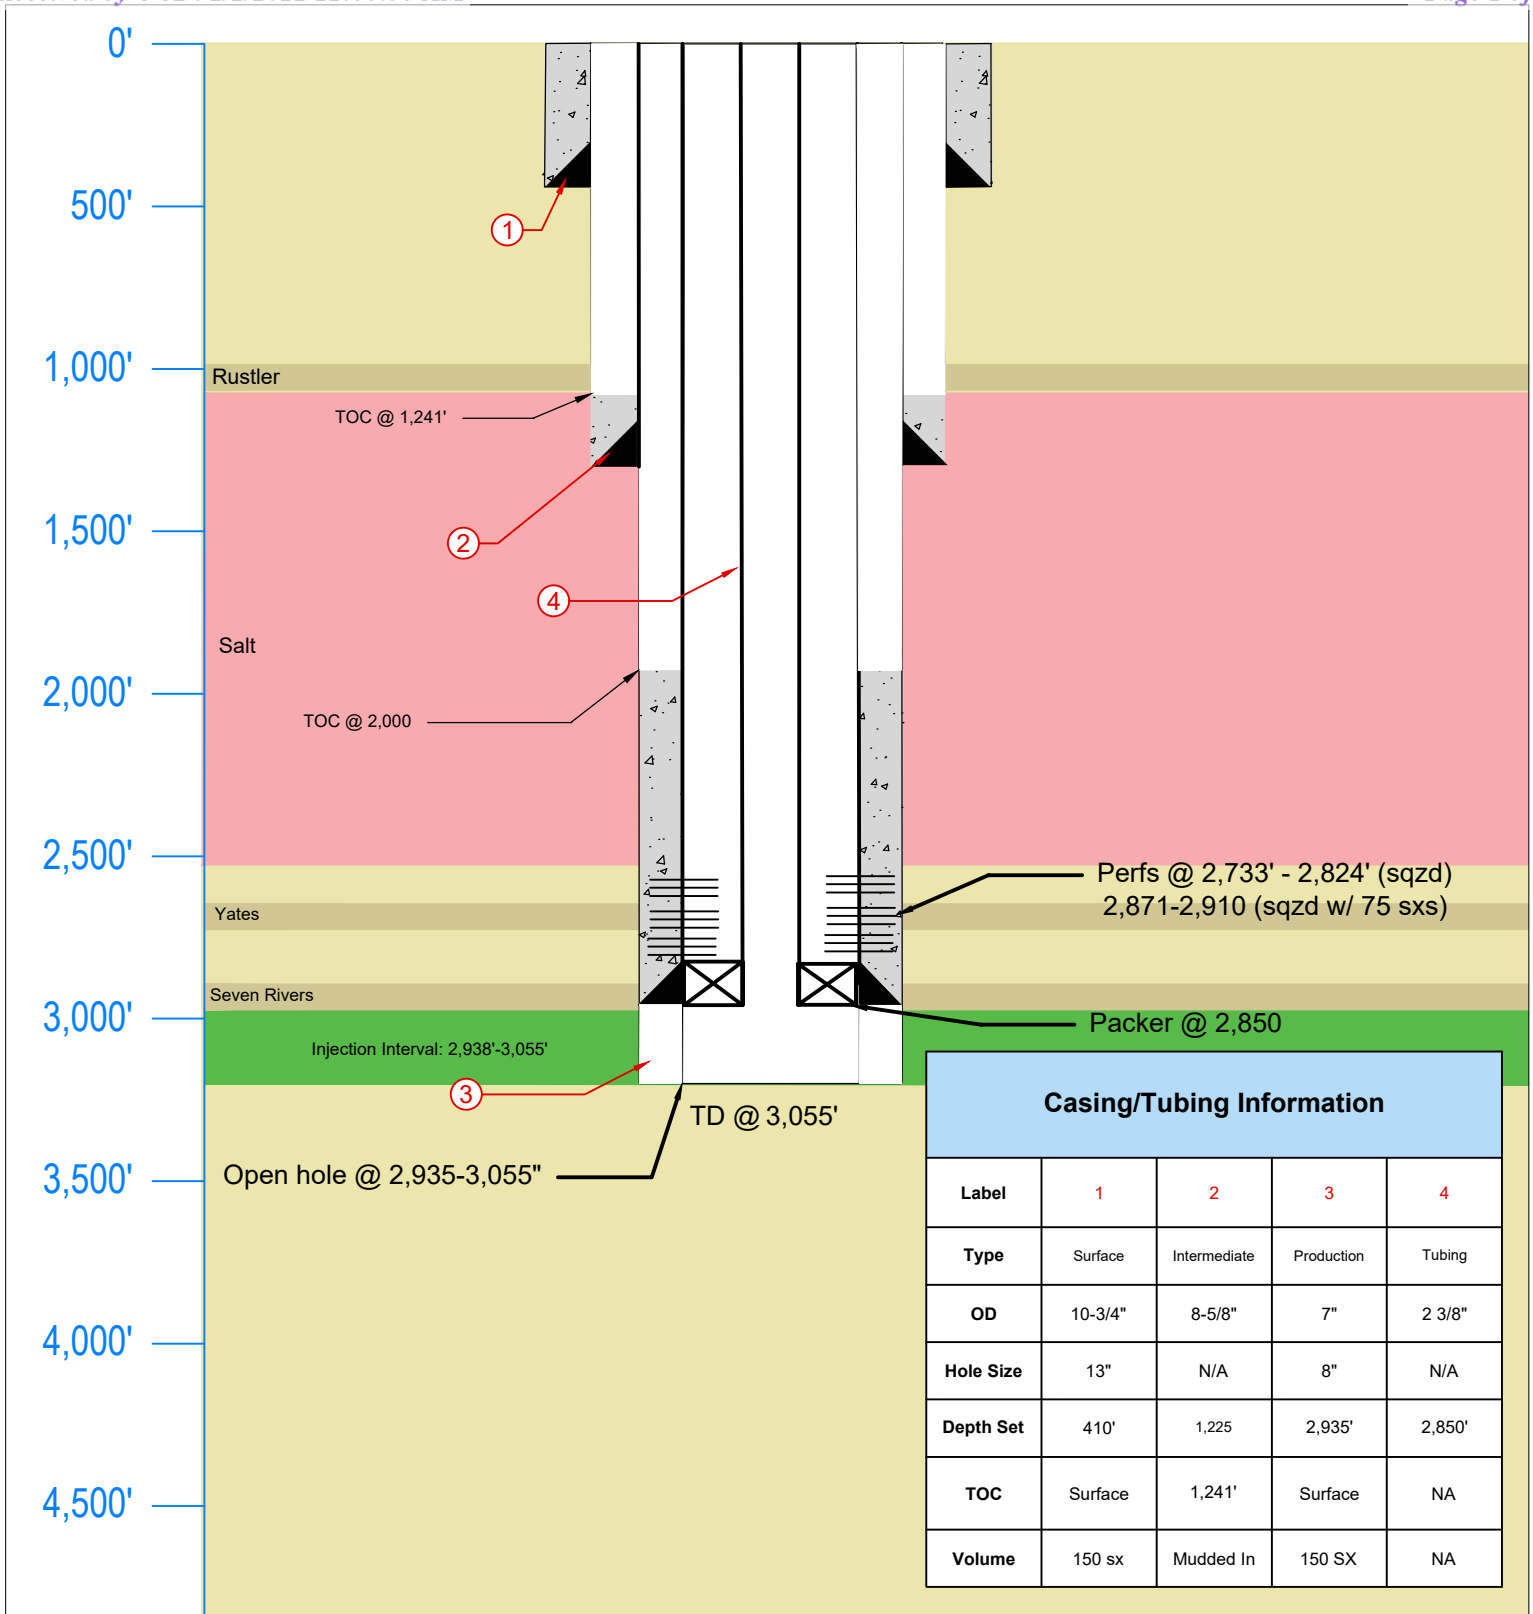 0'
500'
1
1,000'
Rustler
TOC @ 1,241'
1,500'
2
4
Salt
2,000'
TOC @ 2,000
2,500'
Perfs @ 2,733' - 2,824' (sqzd)
2,871-2,910 (sqzd w/ 75 sxs)
Yates
Seven Rivers
3,000'
Packer @ 2,850
Injection Interval: 2,938'-3,055'
3
TD @ 3,055'
Open hole @ 2,935-3,055"
3,500'
4,000'
4,500'
Casing/Tubing Information
Label 1 2 3 4
Type Surface Intermediate Production Tubing
OD 10-3/4" 8-5/8" 7" 2 3/8"
Hole Size 13" N/A 8" N/A
Depth Set 410' 1,225 2,935' 2,850'
TOC Surface 1,241' Surface NA
Volume 150 sx Mudded In 150 SX NA